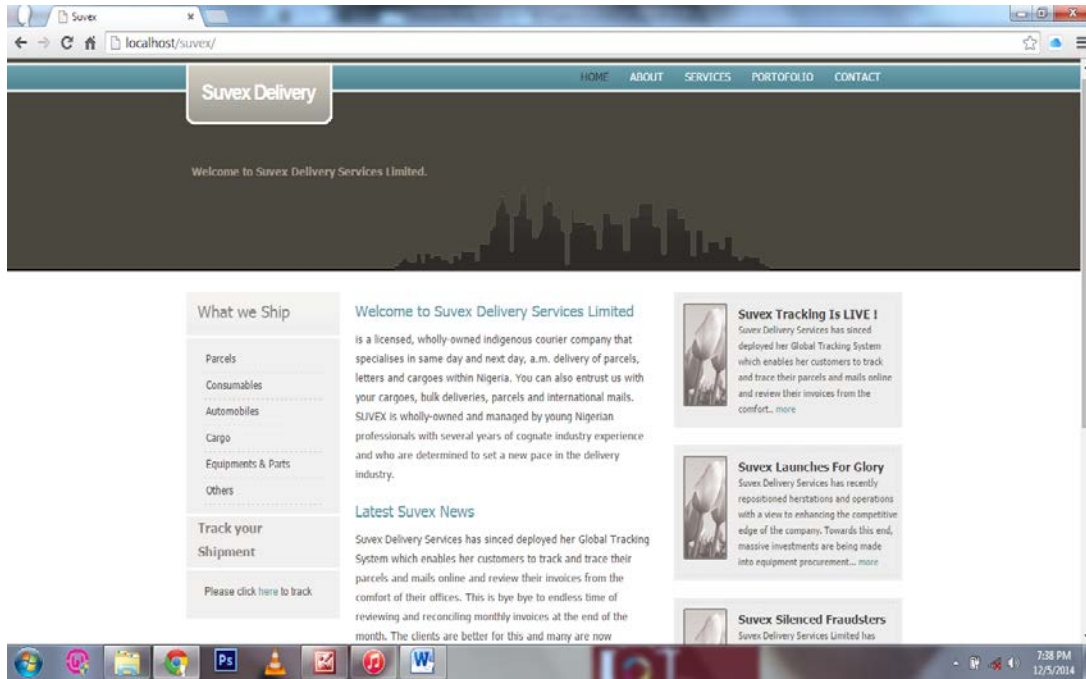 Suvex
localhost/suvex/
HOME ABOUT SERVICES PORTOFOLIO CONTACT
Suvex Delivery
Welcome to Suvex Delivery Services Limited.
What we Ship
Parcels
Consumables
Automobiles
Cargo
Equipments & Parts
Others
Track your
Shipment
Please click here to track
Welcome to Suvex Delivery Services Limited
is a licensed, wholly-owned indigenous courier company that
specialises in same day and next day, a.m. delivery of parcels,
letters and cargoes within Nigeria. You can also entrust us with
your cargoes, bulk deliveries, parcels and international mails.
SUVEX is wholly-owned and managed by young Nigerian
professionals with several years of cognate industry experience
and who are determined to set a new pace in the delivery
industry.
Latest Suvex News
Suvex Delivery Services has sinced deployed her Global Tracking
System which enables her customers to track and trace their
parcels and mails online and review their invoices from the
comfort of their offices. This is bye bye to endless time of
reviewing and reconciling monthly invoices at the end of the
month. The clients are better for this and many are now
Suvex Tracking Is LIVE !
Suvex Delivery Services has sinced
deployed her Global Tracking System
which enables her customers to track
and trace their parcels and mails online
and review their invoices from the
comfort.. more
Suvex Launches For Glory
Suvex Delivery Services has recently
repositioned herstations and operations
with a view to enhancing the competitive
edge of the company. Towards this end,
massive investments are being made
into equipment procurement... more
Suvex Silenced Fraudsters
Suvex Delivery Services Limited has
Ps
W
7:38 PM
12/5/2014